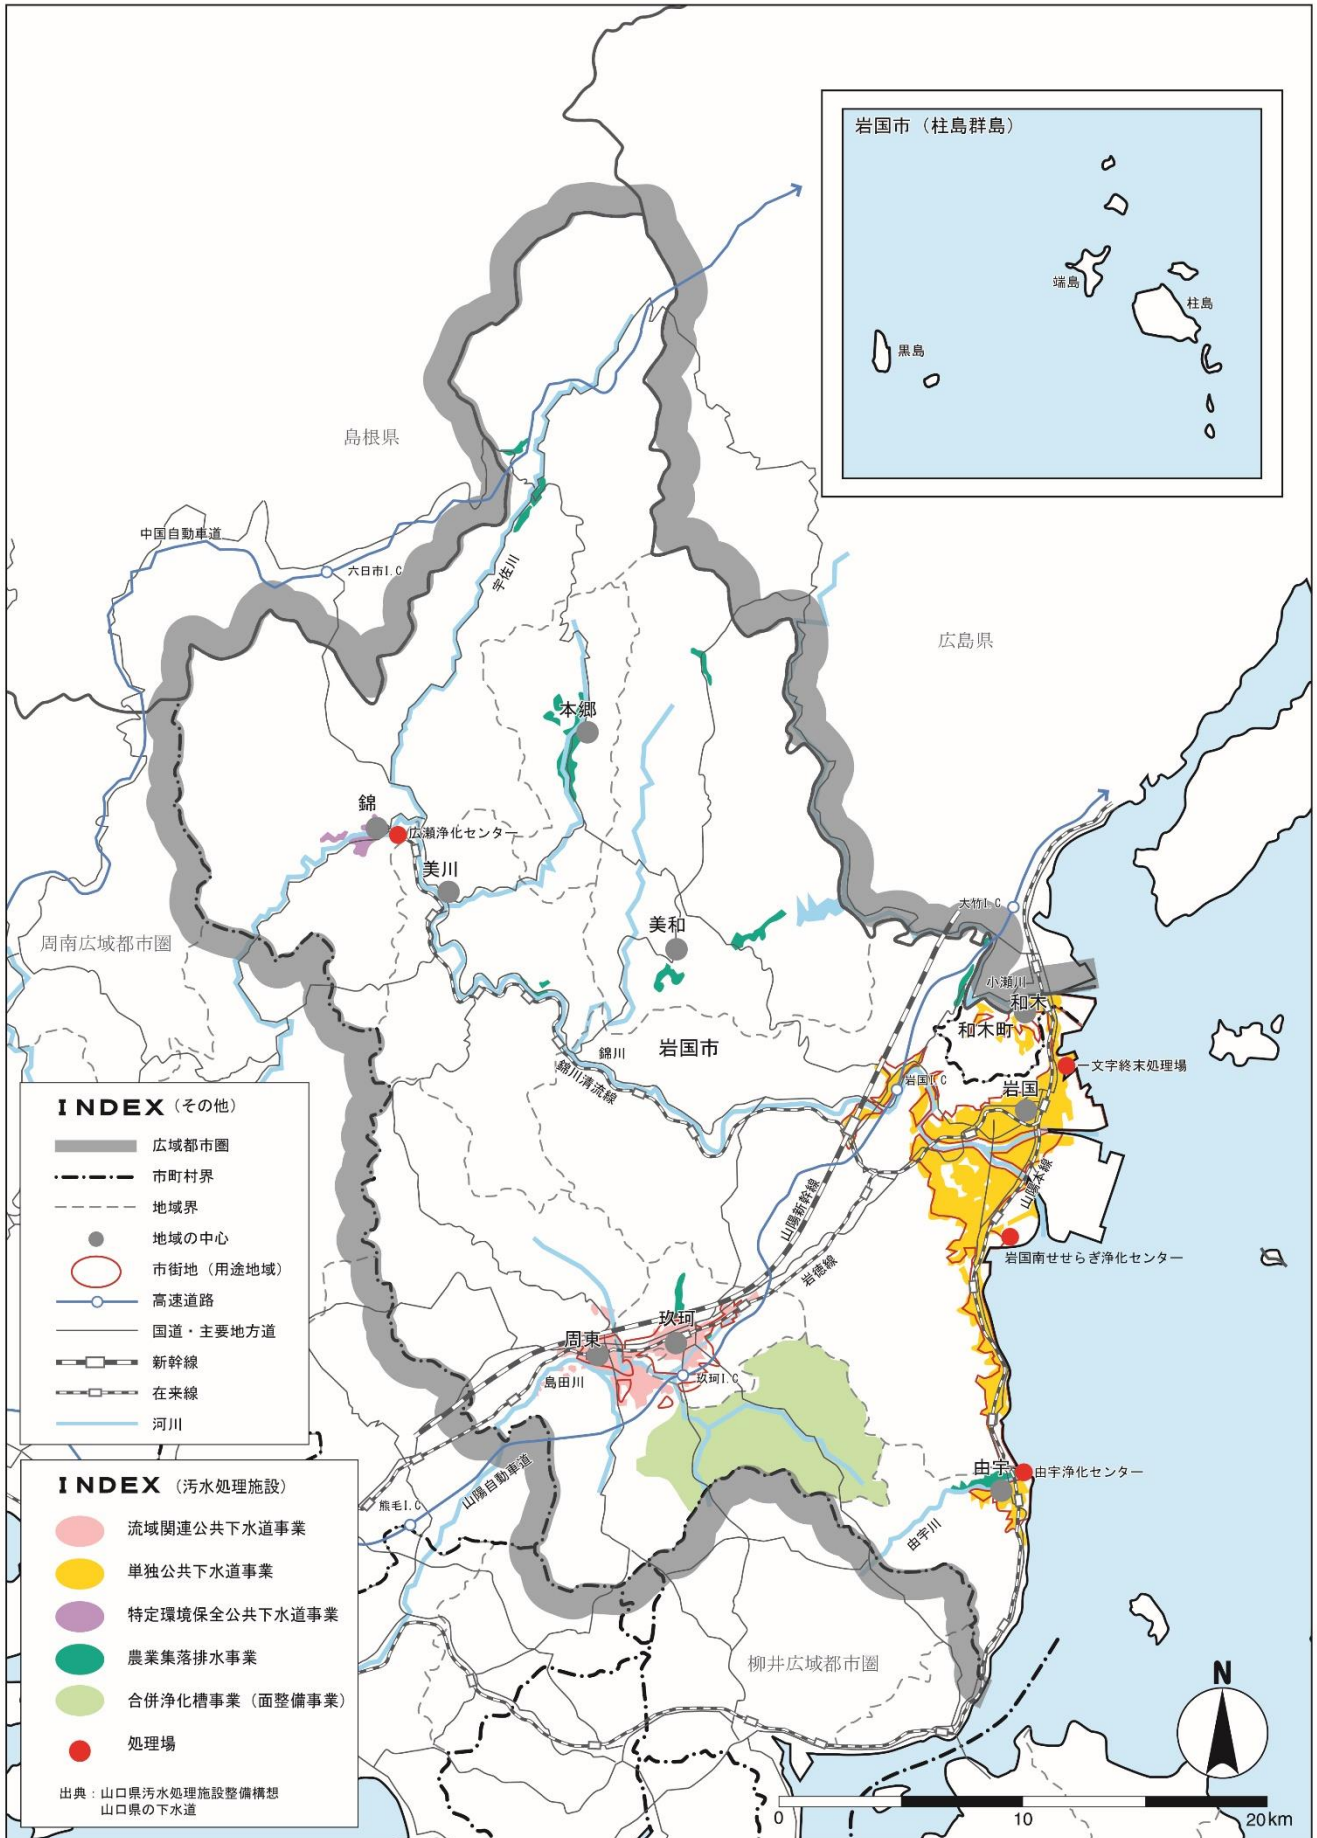 岩国市（柱島群島）
端島
柱島
黒島
島根県
中国自動車道
六日市I.C
宇佐川
広島県
本郷
錦
広瀬浄化センター
美川
大竹I.C
美和
周南広域都市圏
小瀬川
和木
和木町
錦川
岩国市
一文字終末処理場
錦川清流線
岩国I.C
岩国
山陽本線
山陽新幹線
岩国南せせらぎ浄化センター
岩徳線
玖珂
周東
玖珂I.C
島田川
由宇
由宇浄化センター
山陽自動車道
熊毛I.C
由宇川
柳井広域都市圏
INDEX（その他）
広域都市圏
市町村界
地域界
地域の中心
市街地（用途地域）
高速道路
国道・主要地方道
新幹線
在来線
河川
INDEX（汚水処理施設）
流域関連公共下水道事業
単独公共下水道事業
特定環境保全公共下水道事業
農業集落排水事業
合併浄化槽事業（面整備事業）
処理場
出典：山口県汚水処理施設整備構想
山口県の下水道
N
0 10 20km